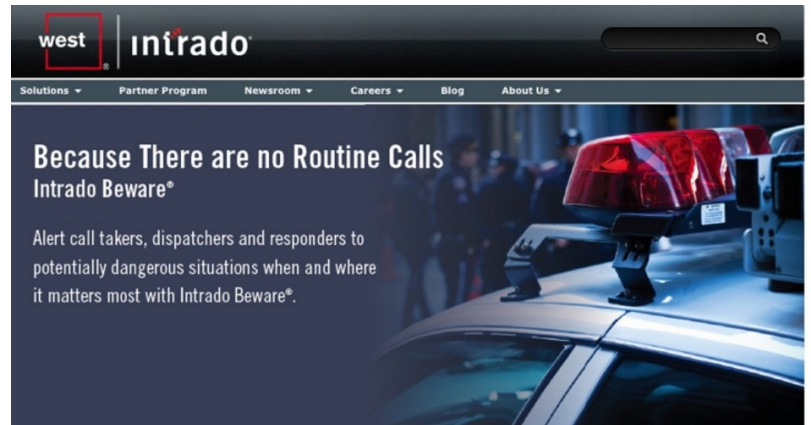 west
®
intrado
Solutions
Partner Program
Newsroom
Careers
Blog
About Us
Because There are no Routine Calls
Intrado Beware®
Alert call takers, dispatchers and responders to
potentially dangerous situations when and where
it matters most with Intrado Beware®.